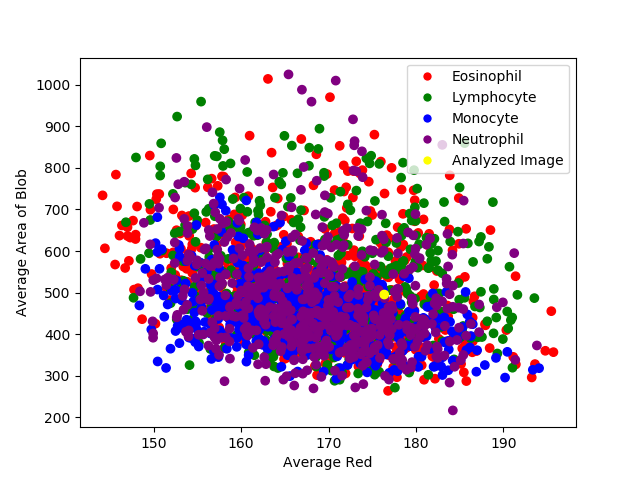 1000
900
800
700
600
500
400
300
200
Average Area of Blob
150
160
170
180
190
Average Red
Eosinophil
Lymphocyte
Monocyte
Neutrophil
Analyzed Image